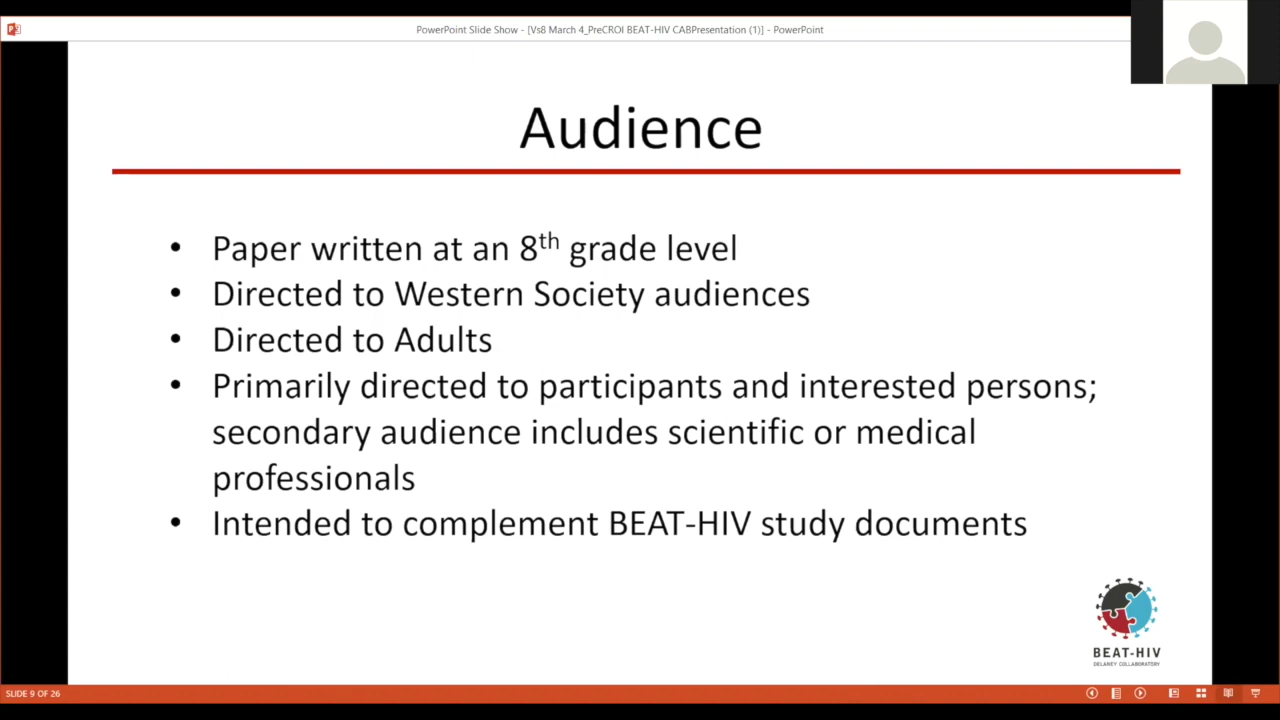 PowerPoint Slide Show - [Vs8 March 4_PreCROI BEAT-HIV CABPresentation (1)] - PowerPoint
Audience
• Paper written at an 8th grade level
• Directed to Western Society audiences
• Directed to Adults
• Primarily directed to participants and interested persons;
secondary audience includes scientific or medical
professionals
• Intended to complement BEAT-HIV study documents
BEAT-HIV
DELANEY COLLABORATORY
SLIDE 9 OF 26